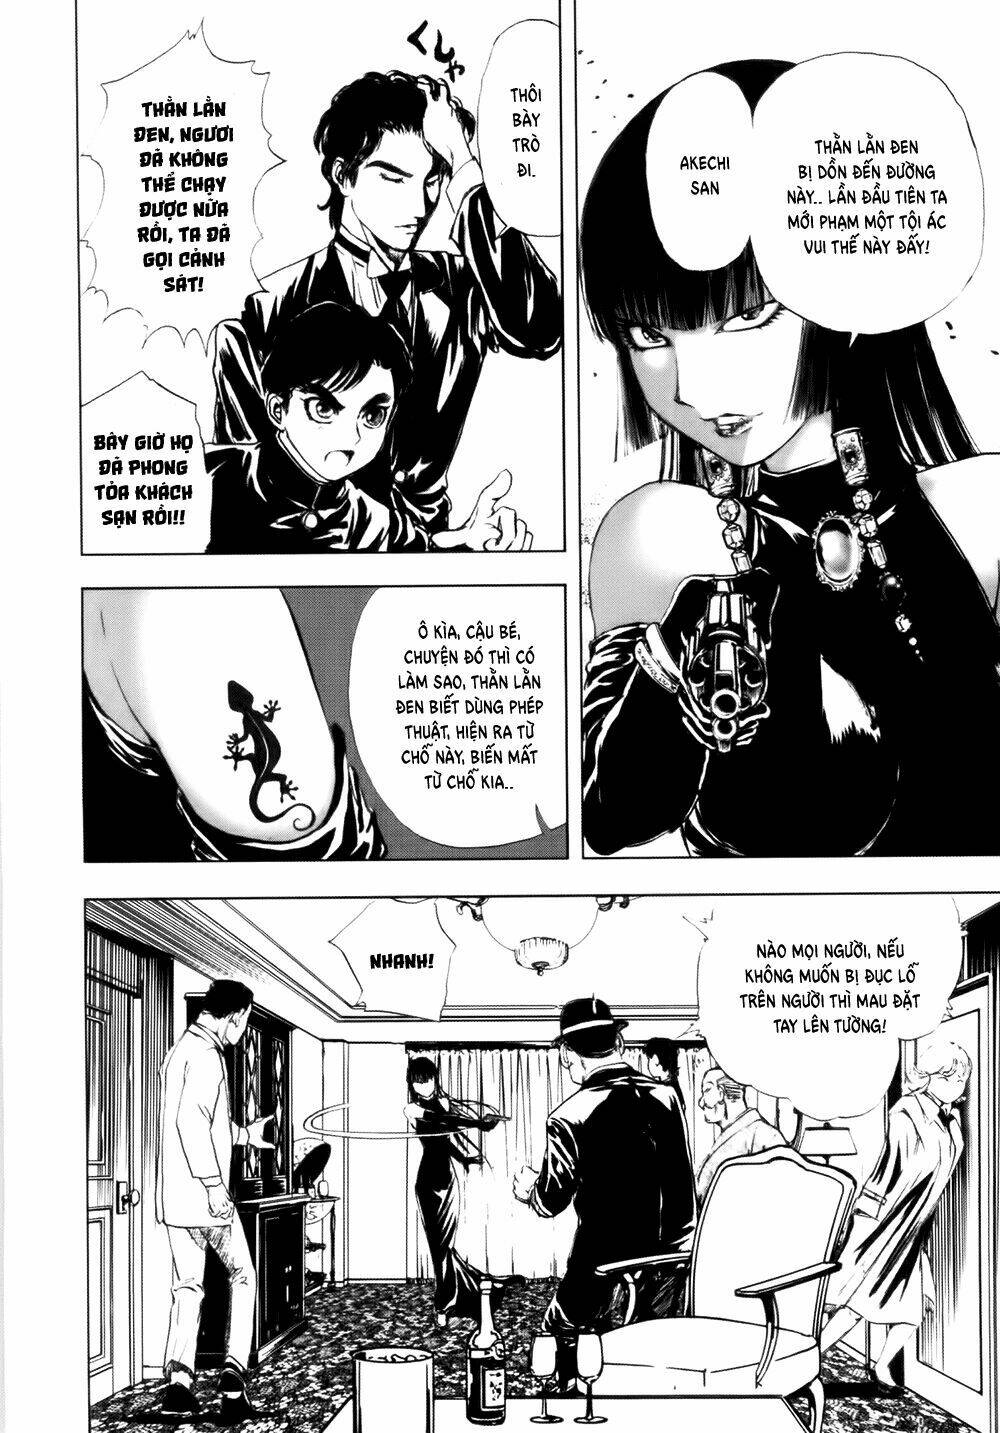 THẰN LẰN ĐEN
BỊ DỒN ĐẾN ĐƯỜNG
NÀY.. LẦN ĐẦU TIÊN TA
MỚI PHẠM MỘT TỘI ÁC
VUI THẾ NÀY ĐẤY!
AKECHI
SAN
THÔI
BÀY
TRÒ
ĐI.
くしゃ
THẰN LẰN
ĐEN, NGƯƠI
ĐÃ KHÔNG
THỂ CHẠY
ĐƯỢC NỮA
RỒI, TA ĐÃ
GỌI CẢNH
SÁT!
BÂY GIỜ HỌ
ĐÃ PHONG
TỎA KHÁCH
SẠN RỒI!!
Ô KÌA, CẬU BÉ,
CHUYỆN ĐÓ THÌ CÓ
LÀM SAO, THẰN LẰN
ĐEN BIẾT DÙNG PHÉP
THUẬT, HIỆN RA TỪ
CHỖ NÀY, BIẾN MẤT
TỪ CHỖ KIA..
NÀO MỌI NGƯỜI, NẾU
KHÔNG MUỐN BỊ ĐỤC LỖ
TRÊN NGƯỜI THÌ MAU ĐẶT
TAY LÊN TƯỜNG!
NHANH!